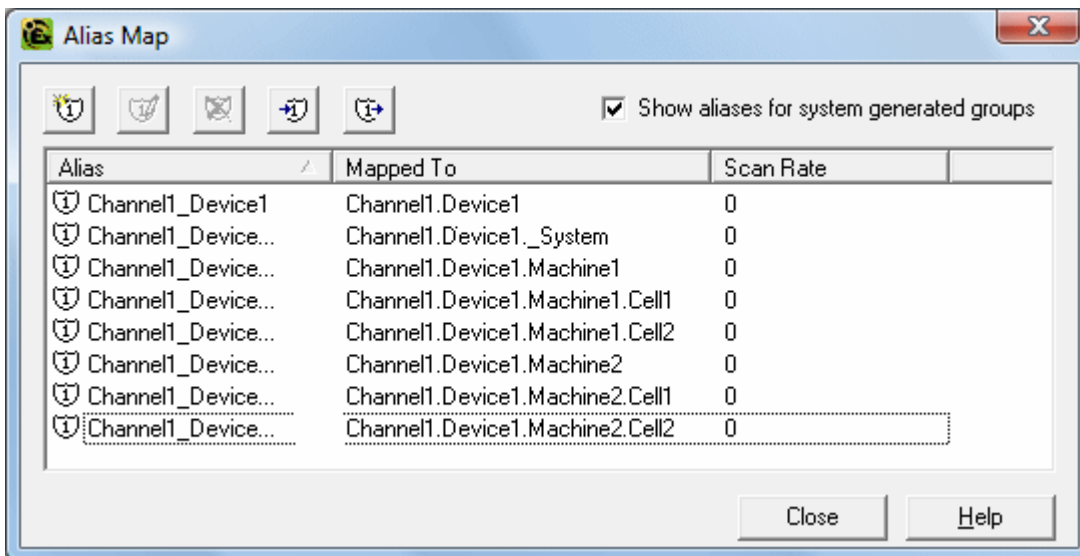 Alias Map
Show aliases for system generated groups
Alias Mapped To Scan Rate
Channel1_Device1 Channel1.Device1 0
Channel1_Device... Channel1.Device1._System 0
Channel1_Device... Channel1.Device1.Machine1 0
Channel1_Device... Channel1.Device1.Machine1.Cell1 0
Channel1_Device... Channel1.Device1.Machine1.Cell2 0
Channel1_Device... Channel1.Device1.Machine2 0
Channel1_Device... Channel1.Device1.Machine2.Cell1 0
Channel1_Device... Channel1.Device1.Machine2.Cell2 0
Close Help